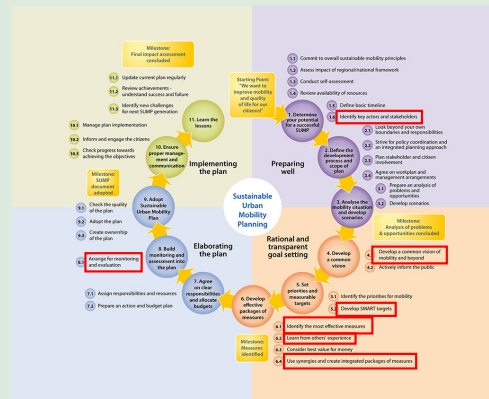 Milestone:
Final impact assessment
concluded
11.1 Update current plan regularly
11.2 Review achievements -
understand success and failure
11.3 Identify new challenges
for next SUMP generation
11. Learn the
lessons
10.1 Manage plan implementation
10.2 Inform and engage the citizens
10.3 Check progress towards
achieving the objectives
10. Ensure
proper manage-
ment and
communication
Implementing
the plan
Starting Point:
"We want to
improve mobility
and quality
of life for our
citizens!"
1.1 Commit to overall sustainable mobility principles
1.2 Assess impact of regional/national framework
1.3 Conduct self-assessment
1.4 Review availability of resources
1.5 Define basic timeline
1.6 Identify key actors and stakeholders
1. Determine
your potential
for a successful
SUMP
2.1 Look beyond your own
boundaries and responsibilities
2.2 Strive for policy coordination and
an integrated planning approach
2.3 Plan stakeholder and citizen
involvement
2.4 Agree on workplan and
management arrangements
2. Define the
development
process and
scope of
plan
Preparing
well
3.1 Prepare an analysis of
problems and
opportunities
3.2 Develop scenarios
3. Analyse the
mobility situation
and develop
scenarios
Milestone:
SUMP
document
adopted
9.1 Check the quality
of the plan
9.2 Adopt the plan
9.3 Create ownership
of the plan
9. Adopt
Sustainable
Urban Mobility
Plan
Sustainable
Urban
Mobility
Planning
Milestone:
Analysis of problems
& opportunities concluded
Rational and
transparent
goal setting
4. Develop
a common
vision
4.1 Develop a common vision of
mobility and beyond
4.2 Actively inform the public
Elaborating
the plan
8. Build
monitoring and
assessment into
the plan
8.1 Arrange for monitoring
and evaluation
7. Agree
on clear
responsibilities
and allocate
budgets
7.1 Assign responsibilities and resources
7.2 Prepare an action and budget plan
6. Develop
effective
packages of
measures
5. Set
priorities and
measurable
targets
5.1 Identify the priorities for mobility
5.2 Develop SMART targets
Milestone:
Measures
identified
6.1 Identify the most effective measures
6.2 Learn from others' experience
6.3 Consider best value for money
6.4 Use synergies and create integrated packages of measures